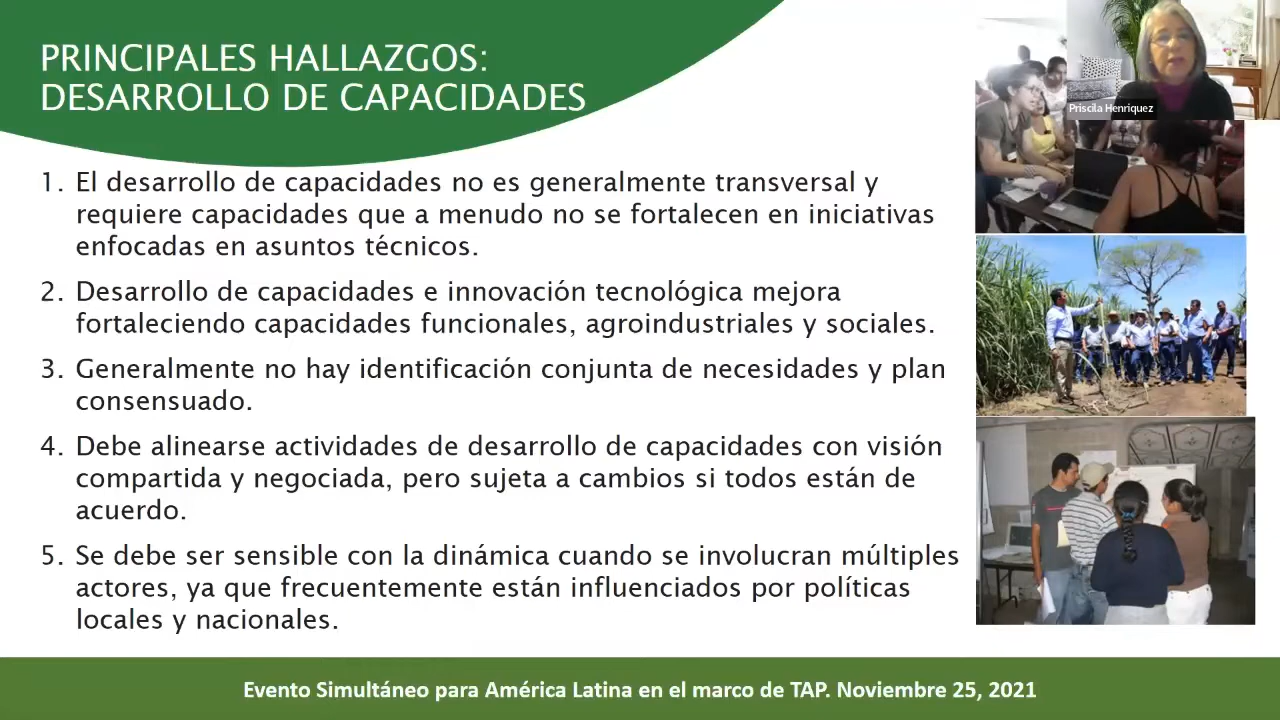 PRINCIPALES HALLAZGOS:
DESARROLLO DE CAPACIDADES
Priscila Henriquez
1. El desarrollo de capacidades no es generalmente transversal y
requiere capacidades que a menudo no se fortalecen en iniciativas
enfocadas en asuntos técnicos.
2. Desarrollo de capacidades e innovación tecnológica mejora
fortaleciendo capacidades funcionales, agroindustriales y sociales.
3. Generalmente no hay identificación conjunta de necesidades y plan
consensuado.
4. Debe alinearse actividades de desarrollo de capacidades con visión
compartida y negociada, pero sujeta a cambios si todos están de
acuerdo.
5. Se debe ser sensible con la dinámica cuando se involucran múltiples
actores, ya que frecuentemente están influenciados por políticas
locales y nacionales.
Evento Simultáneo para América Latina en el marco de TAP. Noviembre 25, 2021